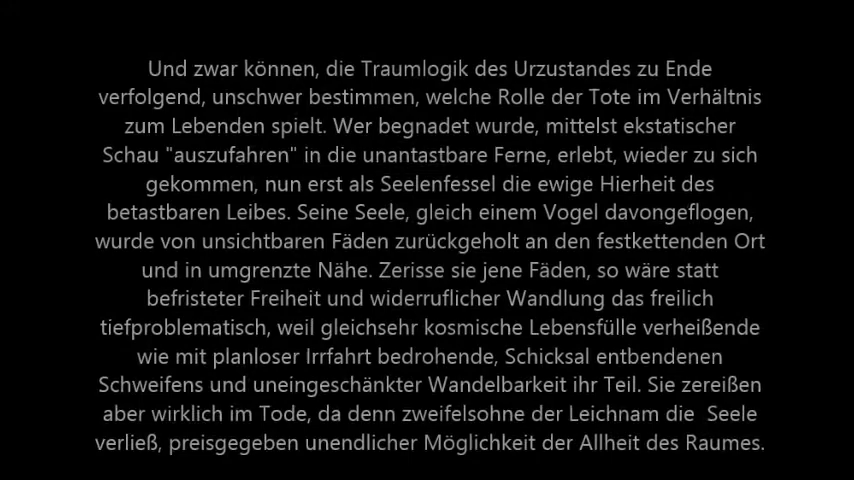 Und zwar können, die Traumlogik des Urzustandes zu Ende
verfolgend, unschwer bestimmen, welche Rolle der Tote im Verhältnis
zum Lebenden spielt. Wer begnadet wurde, mittelst ekstatischer
Schau "auszufahren" in die unantastbare Ferne, erlebt, wieder zu sich
gekommen, nun erst als Seelenfessel die ewige Hierheit des
betastbaren Leibes. Seine Seele, gleich einem Vogel davongeflogen,
wurde von unsichtbaren Fäden zurückgeholt an den festkettenden Ort
und in umgrenzte Nähe. Zerisse sie jene Fäden, so wäre statt
befristeter Freiheit und widerruflicher Wandlung das freilich
tiefproblematisch, weil gleichsehr kosmische Lebensfülle verheißende
wie mit planloser Irrfahrt bedrohende, Schicksal entbendenen
Schweifens und uneingeschänkter Wandelbarkeit ihr Teil. Sie zereißen
aber wirklich im Tode, da denn zweifelsohne der Leichnam die  Seele
verließ, preisgegeben unendlicher Möglichkeit der Allheit des Raumes.